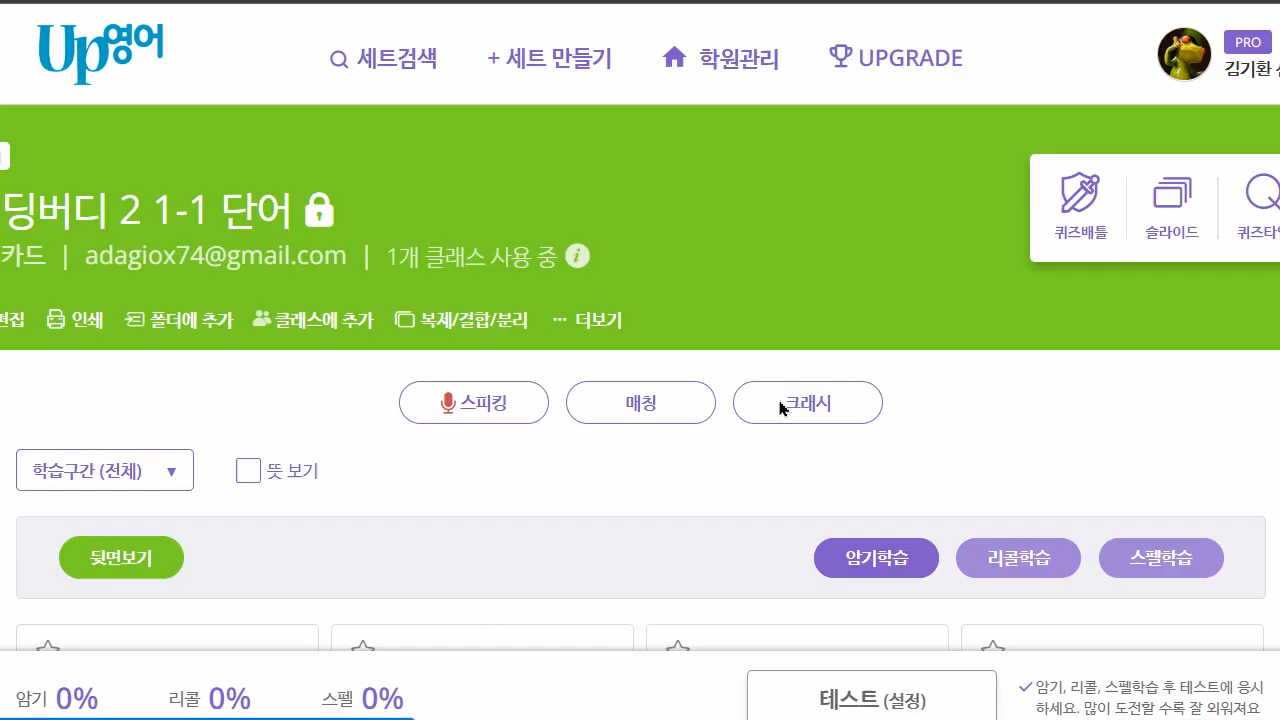 Up영어
세트검색
+ 세트 만들기
학원관리
UPGRADE
PRO
김기환
딩버디 2 1-1 단어
카드 | adagiox74@gmail.com | 1개 클래스 사용 중
퀴즈배틀
슬라이드
편집
인쇄
폴더에 추가
클래스에 추가
복제/결합/분리
··· 더보기
스피킹
매칭
크래시
학습구간 (전체) ▼
뜻 보기
뒷면보기
암기학습
리콜학습
스펠학습
암기 0%
리콜 0%
스펠 0%
테스트 (설정)
암기, 리콜, 스펠학습 후 테스트에 응시
하세요. 많이 도전할 수록 잘 외워져요